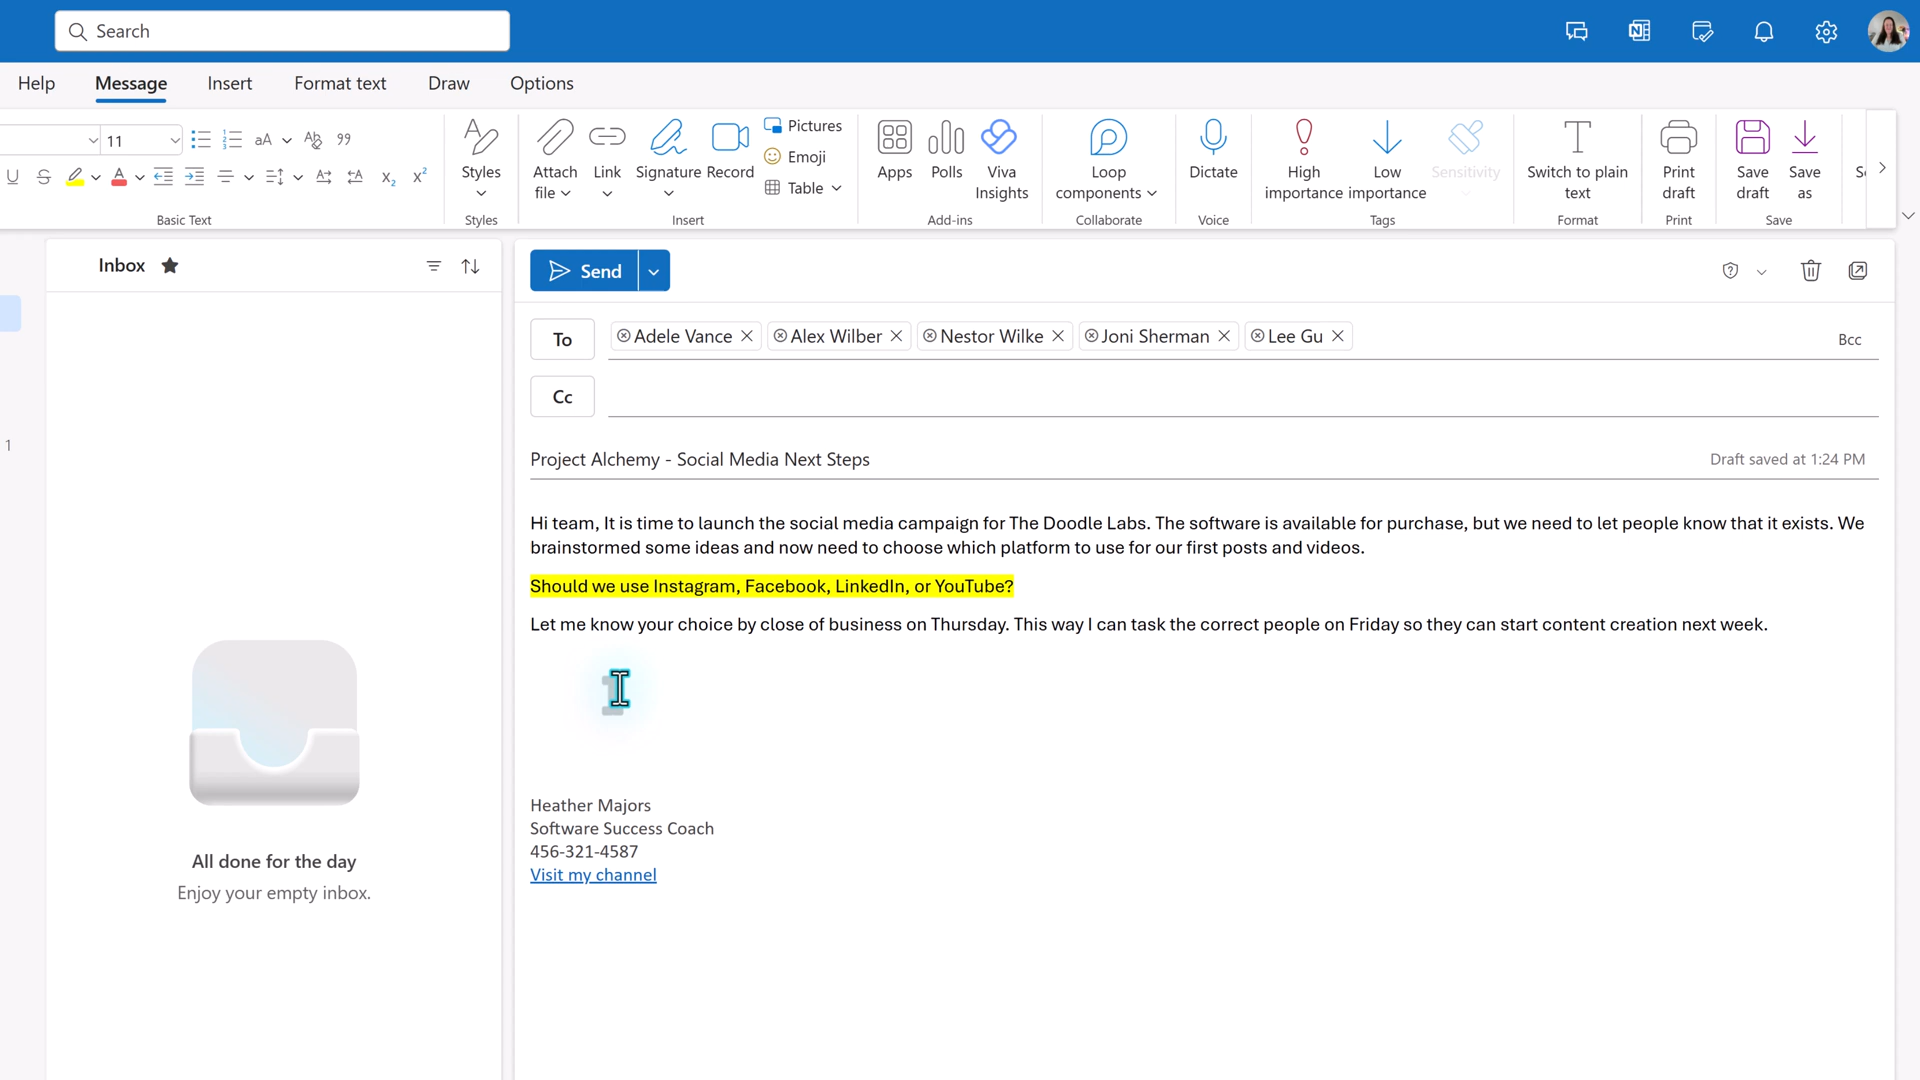 Search
Help Message Insert Format text Draw Options
11 aA Ab 99
Styles
Attach file
Link
Signature
Record
Pictures
Emoji
Table
Apps
Polls
Viva Insights
Loop components
Dictate
High importance
Low importance
Sensitivity
Switch to plain text
Print draft
Save draft
Save as
Basic Text Styles Insert Add-ins Collaborate Voice Tags Format Print Save
Inbox
Send
To Adele Vance Alex Wilber Nestor Wilke Joni Sherman Lee Gu Bcc
Cc
1
Project Alchemy - Social Media Next Steps Draft saved at 1:24 PM
Hi team, It is time to launch the social media campaign for The Doodle Labs. The software is available for purchase, but we need to let people know that it exists. We
brainstormed some ideas and now need to choose which platform to use for our first posts and videos.
Should we use Instagram, Facebook, LinkedIn, or YouTube?
Let me know your choice by close of business on Thursday. This way I can task the correct people on Friday so they can start content creation next week.
Heather Majors
Software Success Coach
456-321-4587
Visit my channel
All done for the day
Enjoy your empty inbox.